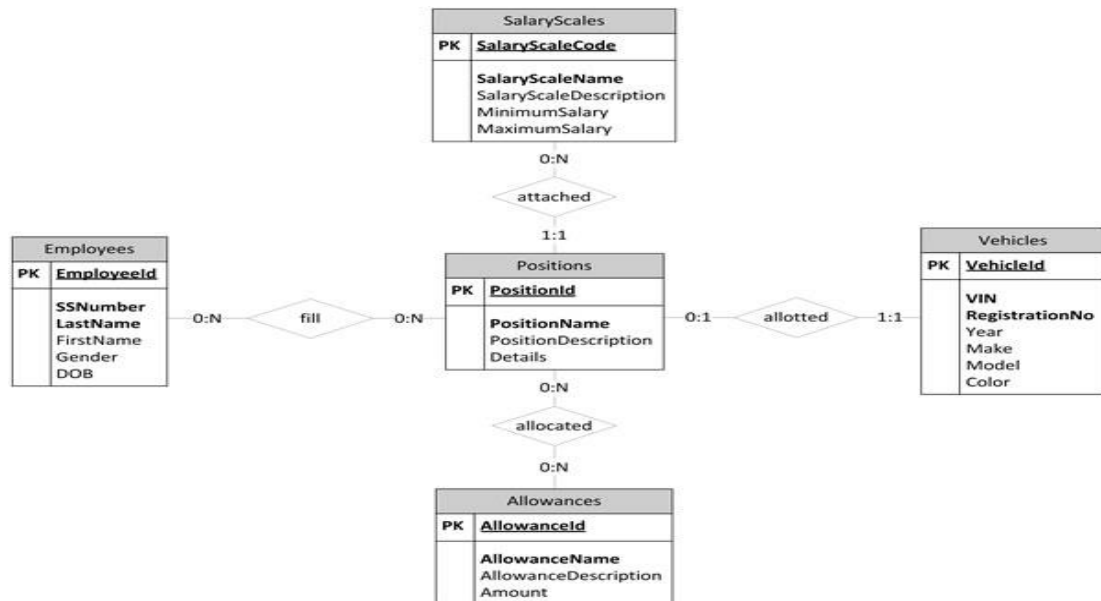 SalaryScales
PK SalaryScaleCode
SalaryScaleName
SalaryScaleDescription
MinimumSalary
MaximumSalary
0:N
attached
1:1
Employees
PK EmployeeId
SSNumber
LastName
FirstName
Gender
DOB
0:N
fill
0:N
Positions
PK PositionId
PositionName
PositionDescription
Details
0:1
allotted
1:1
Vehicles
PK VehicleId
VIN
RegistrationNo
Year
Make
Model
Color
0:N
allocated
0:N
Allowances
PK AllowanceId
AllowanceName
AllowanceDescription
Amount